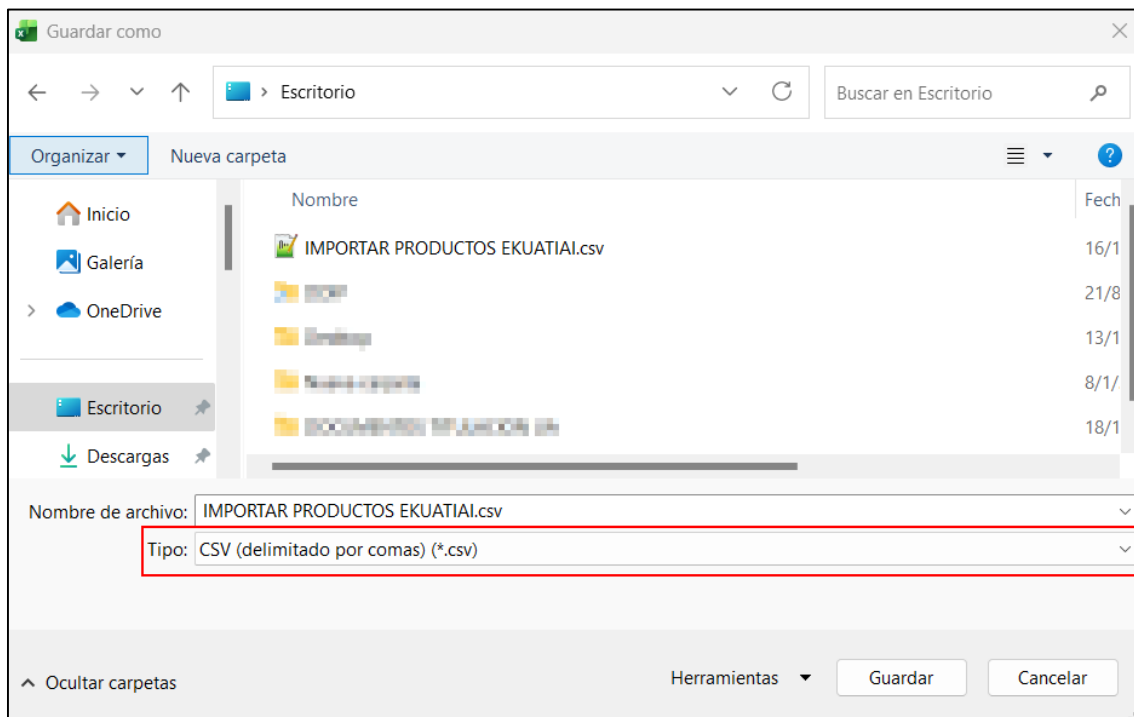 Guardar como
Escritorio
Buscar en Escritorio
Organizar
Nueva carpeta
?
Inicio
Galería
OneDrive
Escritorio
Descargas
Nombre
Fech
IMPORTAR PRODUCTOS EKUATIAI.csv
16/1
21/8
13/1
8/1/
18/1
Nombre de archivo: IMPORTAR PRODUCTOS EKUATIAI.csv
Tipo: CSV (delimitado por comas) (*.csv)
Ocultar carpetas
Herramientas
Guardar
Cancelar